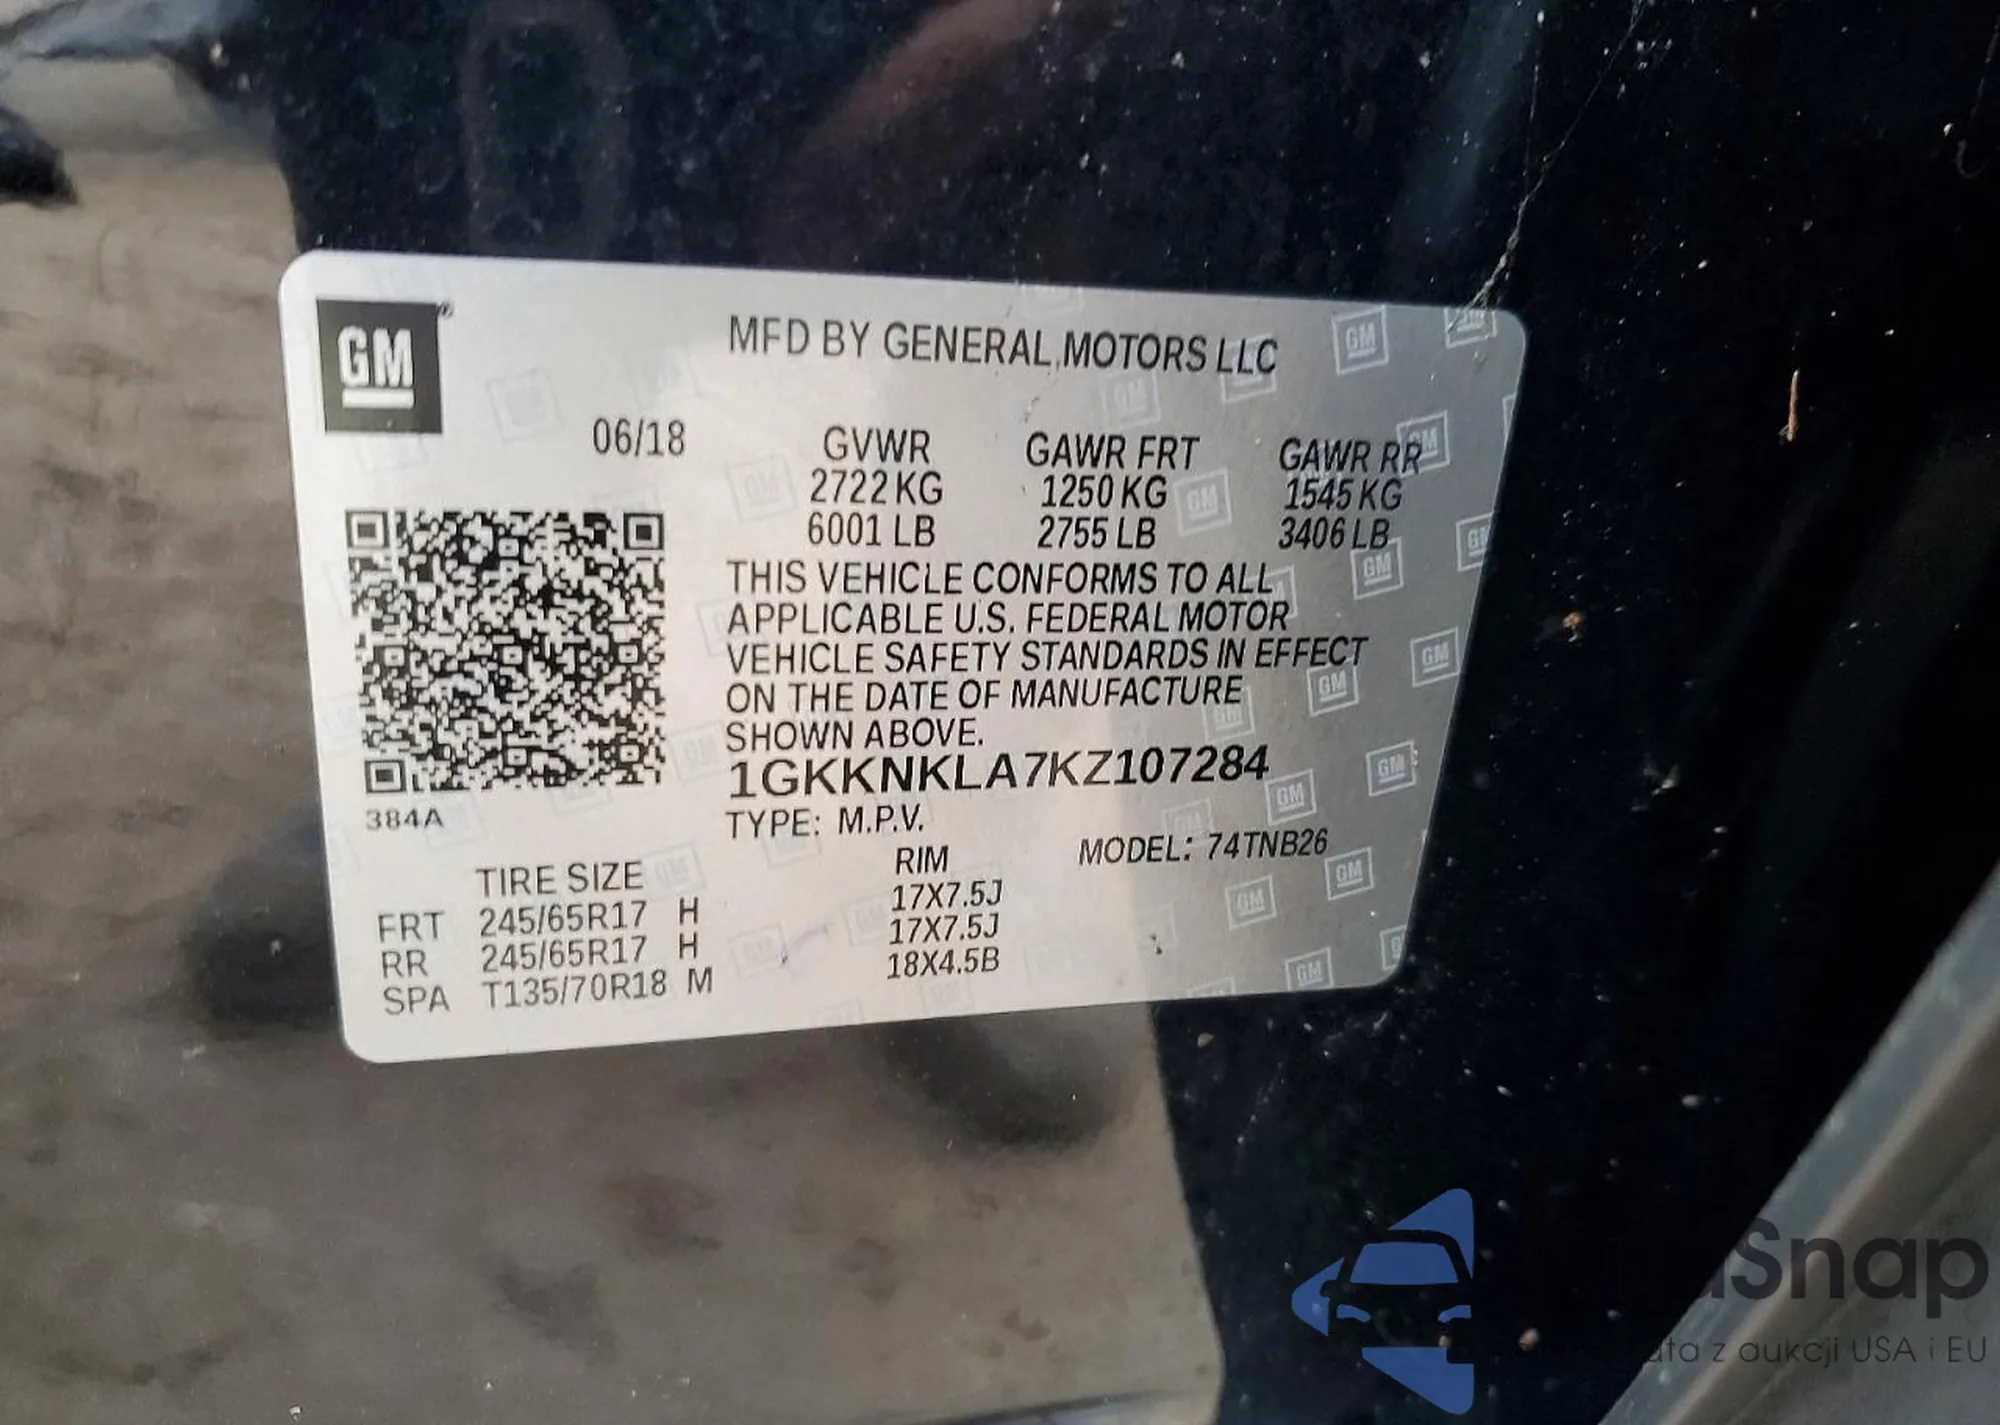 GM
MFD BY GENERAL MOTORS LLC
06/18 GVWR GAWR FRT GAWR RR
2722 KG 1250 KG 1545 KG
6001 LB 2755 LB 3406 LB
THIS VEHICLE CONFORMS TO ALL
APPLICABLE U.S. FEDERAL MOTOR
VEHICLE SAFETY STANDARDS IN EFFECT
ON THE DATE OF MANUFACTURE
SHOWN ABOVE.
1GKKNKLA7KZ107284
384A
TYPE: M.P.V.
MODEL: 74TNB26
TIRE SIZE RIM
FRT 245/65R17 H 17X7.5J
RR 245/65R17 H 17X7.5J
SPA T135/70R18 M 18X4.5B
Snap
z aukcji USA i EU